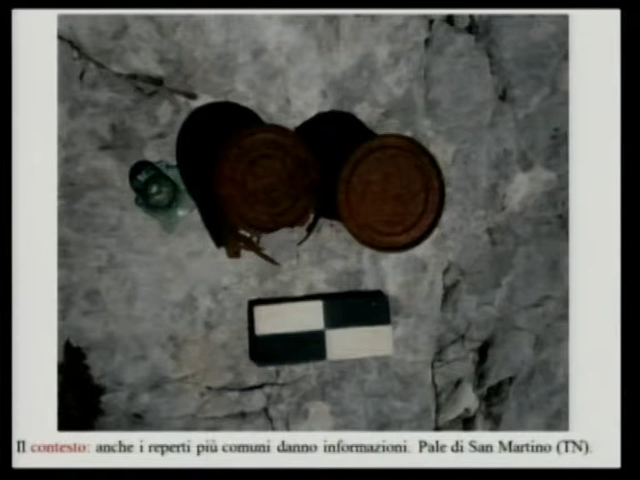 Il contesto: anche i reperti più comuni danno informazioni. Pale di San Martino (TN).